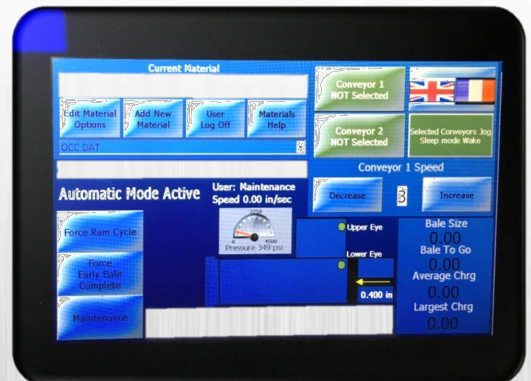 Current Material
Conveyor 1
NOT Selected
Edit Material
Options
Add New
Material
User
Log Off
Materials
Help
Conveyor 2
NOT Selected
Selected Conveyors Jog
Sleep mode Wake
OCC DAT
Conveyor 1 Speed
Automatic Mode Active
User: Maintenance
Speed 0.00 in/sec
Decrease
3
Increase
Force Ram Cycle
2250
0
4500
Pressure 349 psi
Upper Eye
Bale Size
0.00
Bale To Go
0.00
Force
Early Bale
Complete
Lower Eye
Average Chrg
0.00
0.400 in
Largest Chrg
0.00
Maintenance